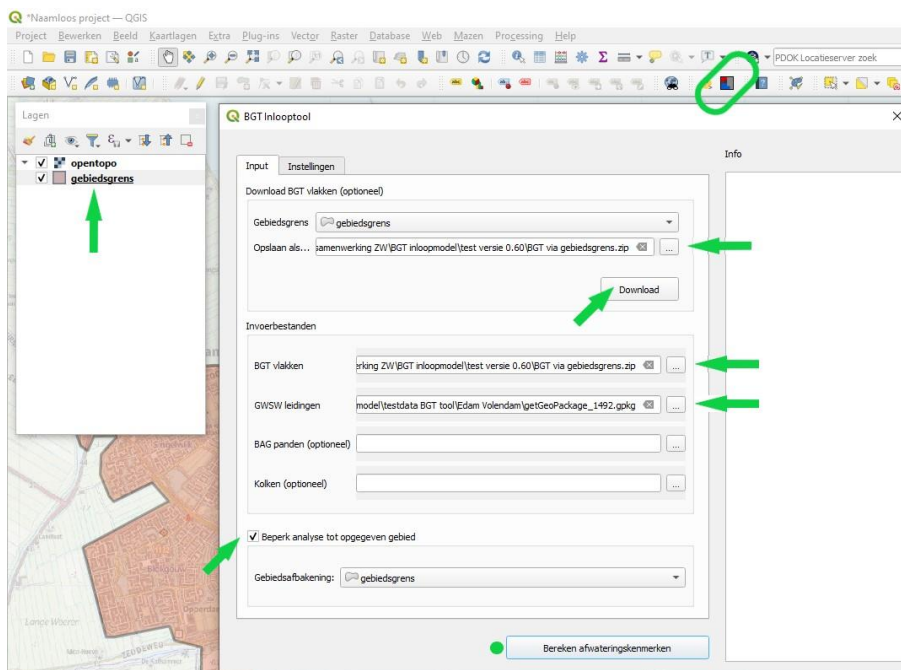 *Naamloos project — QGIS
Project Bewerken Beeld Kaartlagen Extra Plug-ins Vector Raster Database Web Mazen Processing Help
PDOK Locatieserver zoek
Lagen
opentopo
gebiedsgrens
BGT Inlooptool
Input Instellingen
Info
Download BGT vlakken (optioneel)
Gebiedsgrens gebiedsgrens
Opslaan als... samenwerking ZW\BGT inloopmodel\test versie 0.60\BGT via gebiedsgrens.zip ...
Download
Invoerbestanden
BGT vlakken erking ZW\BGT inloopmodel\test versie 0.60\BGT via gebiedsgrens.zip ...
GWSW leidingen model\testdata BGT tool\Edam Volendam\getGeoPackage_1492.gpkg ...
BAG panden (optioneel) ...
Kolken (optioneel) ...
Beperk analyse tot opgegeven gebied
Gebiedsafbakening: gebiedsgrens
Bereken afwateringskenmerken